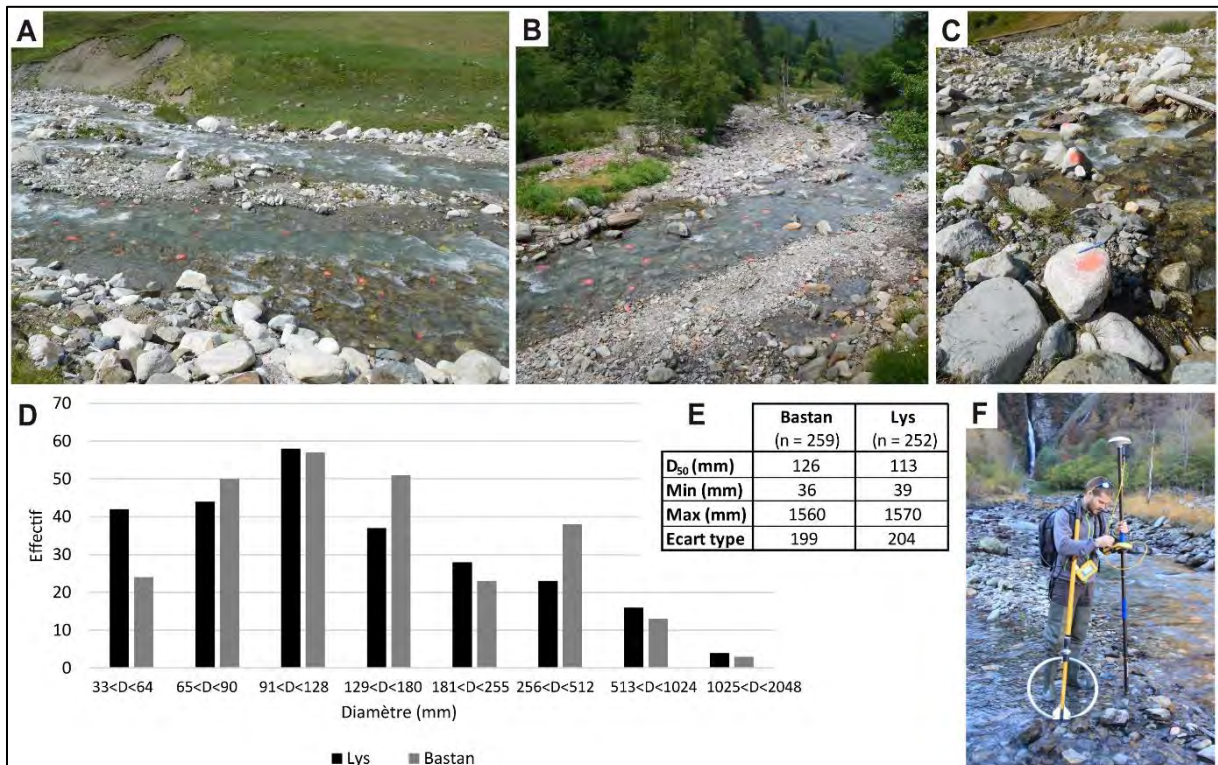 A
B
C
D
70
60
50
40
30
20
10
0
Effectif
33<D<64 65<D<90 91<D<128 129<D<180 181<D<255 256<D<512 513<D<1024 1025<D<2048
Diamètre (mm)
Lys Bastan
E
Bastan Lys
(n = 259) (n = 252)
D₅₀ (mm) 126 113
Min (mm) 36 39
Max (mm) 1560 1570
Ecart type 199 204
F